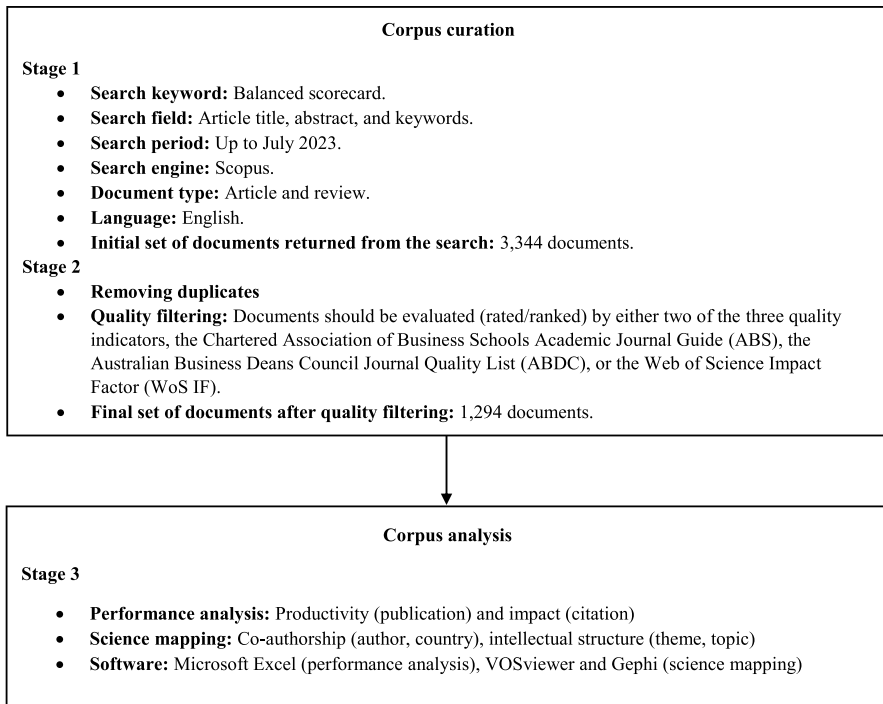 Corpus curation
Stage 1
• Search keyword: Balanced scorecard.
• Search field: Article title, abstract, and keywords.
• Search period: Up to July 2023.
• Search engine: Scopus.
• Document type: Article and review.
• Language: English.
• Initial set of documents returned from the search: 3,344 documents.
Stage 2
• Removing duplicates
• Quality filtering: Documents should be evaluated (rated/ranked) by either two of the three quality
indicators, the Chartered Association of Business Schools Academic Journal Guide (ABS), the
Australian Business Deans Council Journal Quality List (ABDC), or the Web of Science Impact
Factor (WoS IF).
• Final set of documents after quality filtering: 1,294 documents.
Corpus analysis
Stage 3
• Performance analysis: Productivity (publication) and impact (citation)
• Science mapping: Co-authorship (author, country), intellectual structure (theme, topic)
• Software: Microsoft Excel (performance analysis), VOSviewer and Gephi (science mapping)